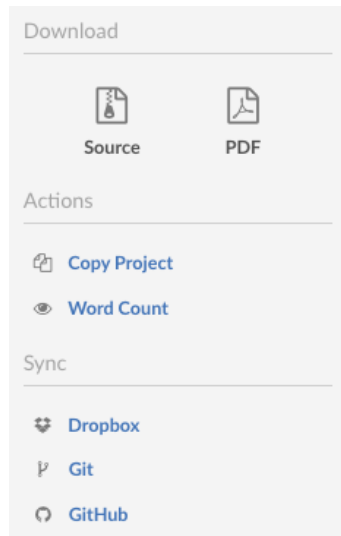 Download
Source PDF
Actions
Copy Project
Word Count
Sync
Dropbox
Git
GitHub